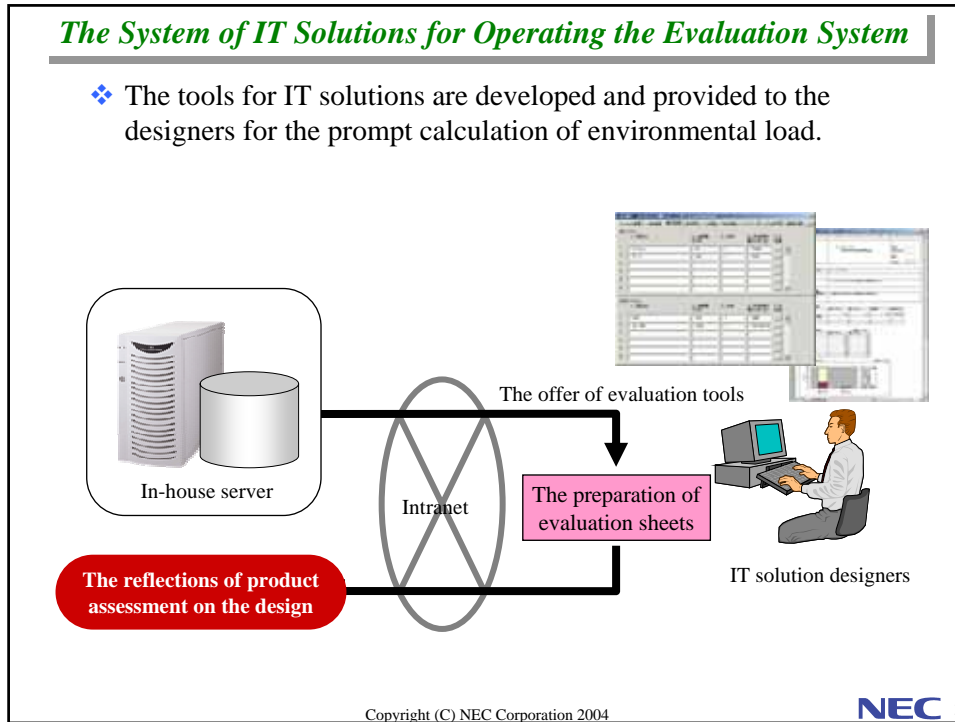 The System of IT Solutions for Operating the Evaluation System
The tools for IT solutions are developed and provided to the
designers for the prompt calculation of environmental load.
The offer of evaluation tools
In-house server
Intranet
The preparation of
evaluation sheets
IT solution designers
The reflections of product
assessment on the design
Copyright (C) NEC Corporation 2004
NEC